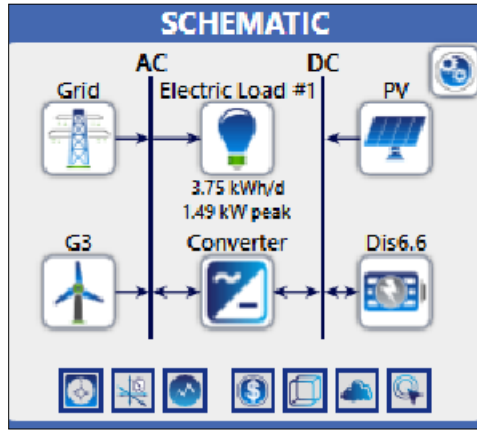 SCHEMATIC
AC DC
Grid Electric Load #1 PV
3.75 kWh/d
1.49 kW peak
G3 Converter Dis6.6
$